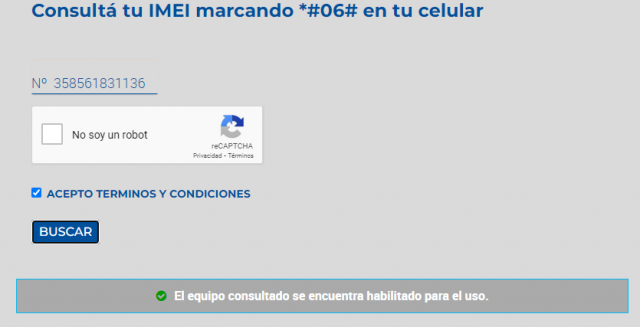 Consultá tu IMEI marcando *#06# en tu celular
Nº 358561831136
No soy un robot
reCAPTCHA
Privacidad - Términos
ACEPTO TERMINOS Y CONDICIONES
BUSCAR
El equipo consultado se encuentra habilitado para el uso.